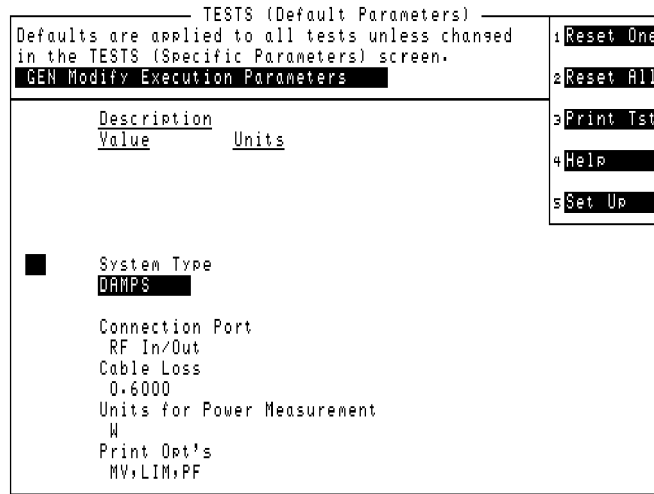 TESTS (Default Parameters)
Defaults are applied to all tests unless changed
in the TESTS (Specific Parameters) screen.
GEN Modify Execution Parameters
1 Reset One
2 Reset All
3 Print Tst
4 Help
5 Set Up
Description
Value Units
System Type
DAMPS
Connection Port
RF In/Out
Cable Loss
0.6000
Units for Power Measurement
W
Print Opt's
MV,LIM,PF